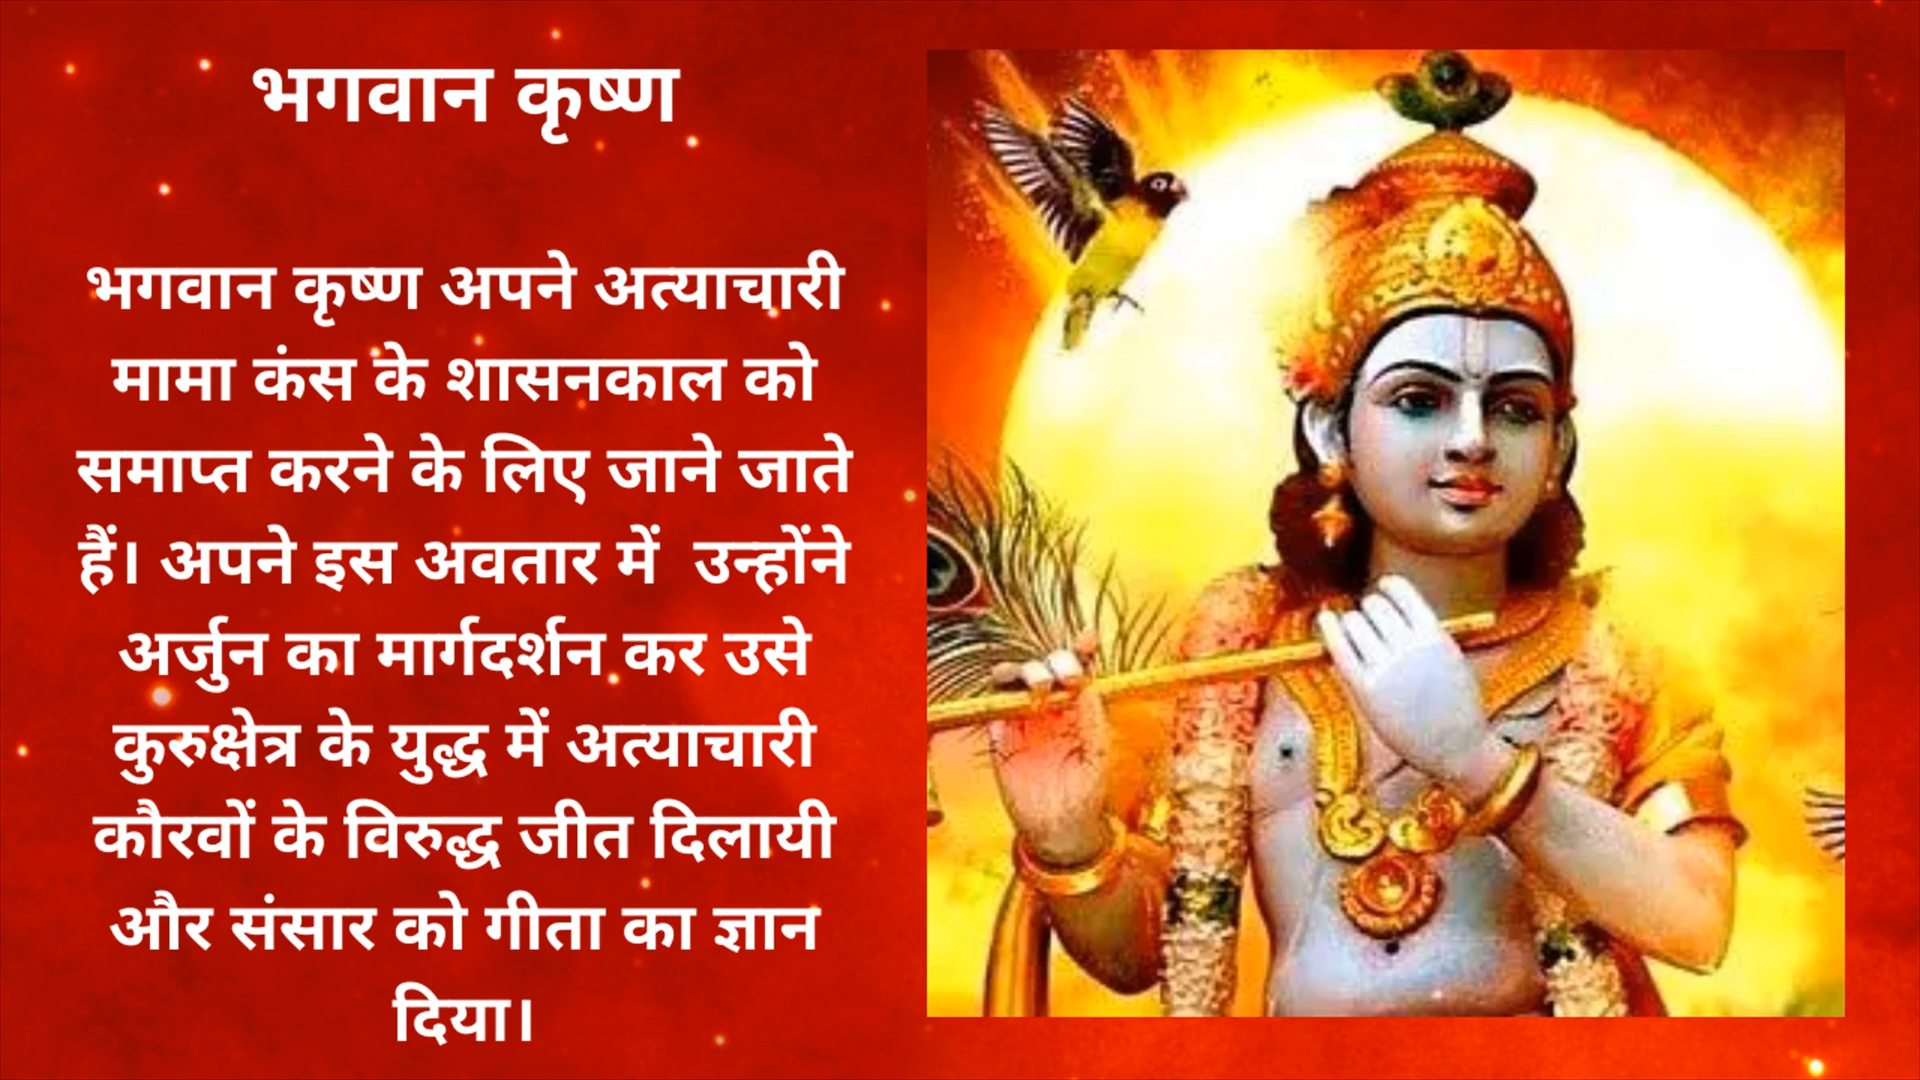 भगवान कृष्ण
भगवान कृष्ण अपने अत्याचारी
मामा कंस के शासनकाल को
समाप्त करने के लिए जाने जाते
हैं। अपने इस अवतार में  उन्होंने
अर्जुन का मार्गदर्शन कर उसे
कुरुक्षेत्र के युद्ध में अत्याचारी
कौरवों के विरुद्ध जीत दिलायी
और संसार को गीता का ज्ञान
दिया।